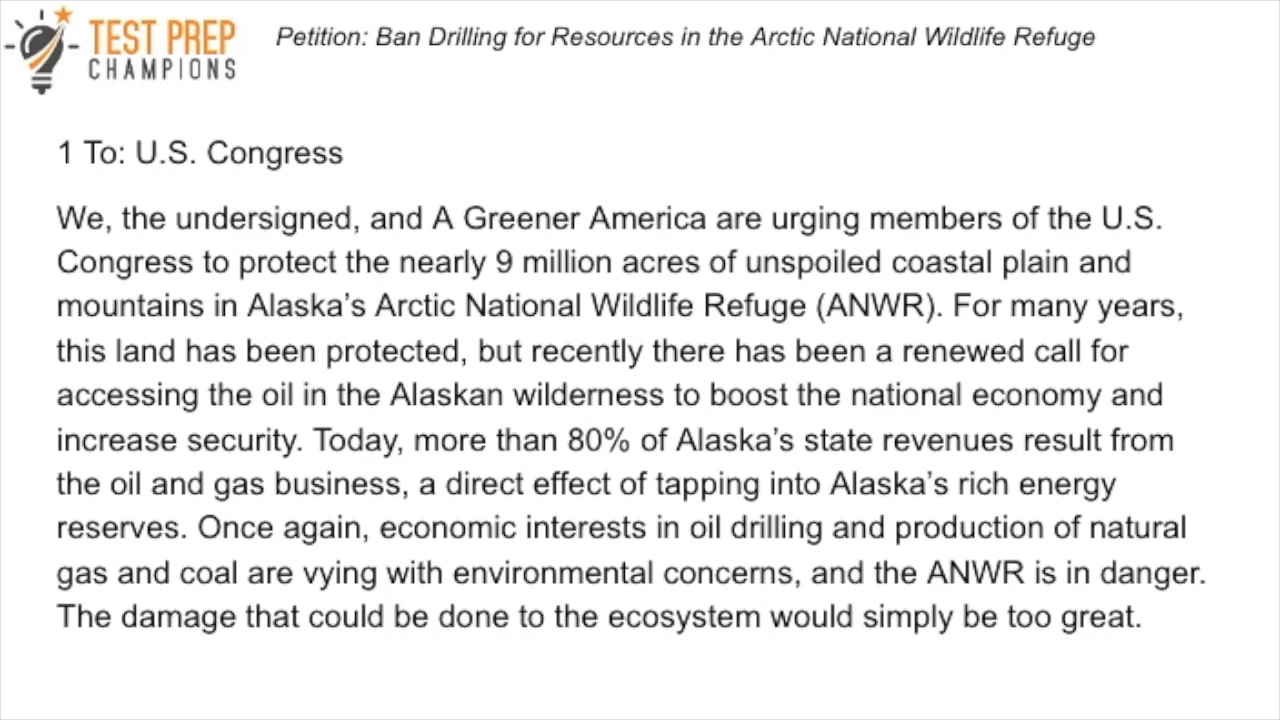 TEST PREP
CHAMPIONS
Petition: Ban Drilling for Resources in the Arctic National Wildlife Refuge
1 To: U.S. Congress
We, the undersigned, and A Greener America are urging members of the U.S.
Congress to protect the nearly 9 million acres of unspoiled coastal plain and
mountains in Alaska’s Arctic National Wildlife Refuge (ANWR). For many years,
this land has been protected, but recently there has been a renewed call for
accessing the oil in the Alaskan wilderness to boost the national economy and
increase security. Today, more than 80% of Alaska’s state revenues result from
the oil and gas business, a direct effect of tapping into Alaska’s rich energy
reserves. Once again, economic interests in oil drilling and production of natural
gas and coal are vying with environmental concerns, and the ANWR is in danger.
The damage that could be done to the ecosystem would simply be too great.